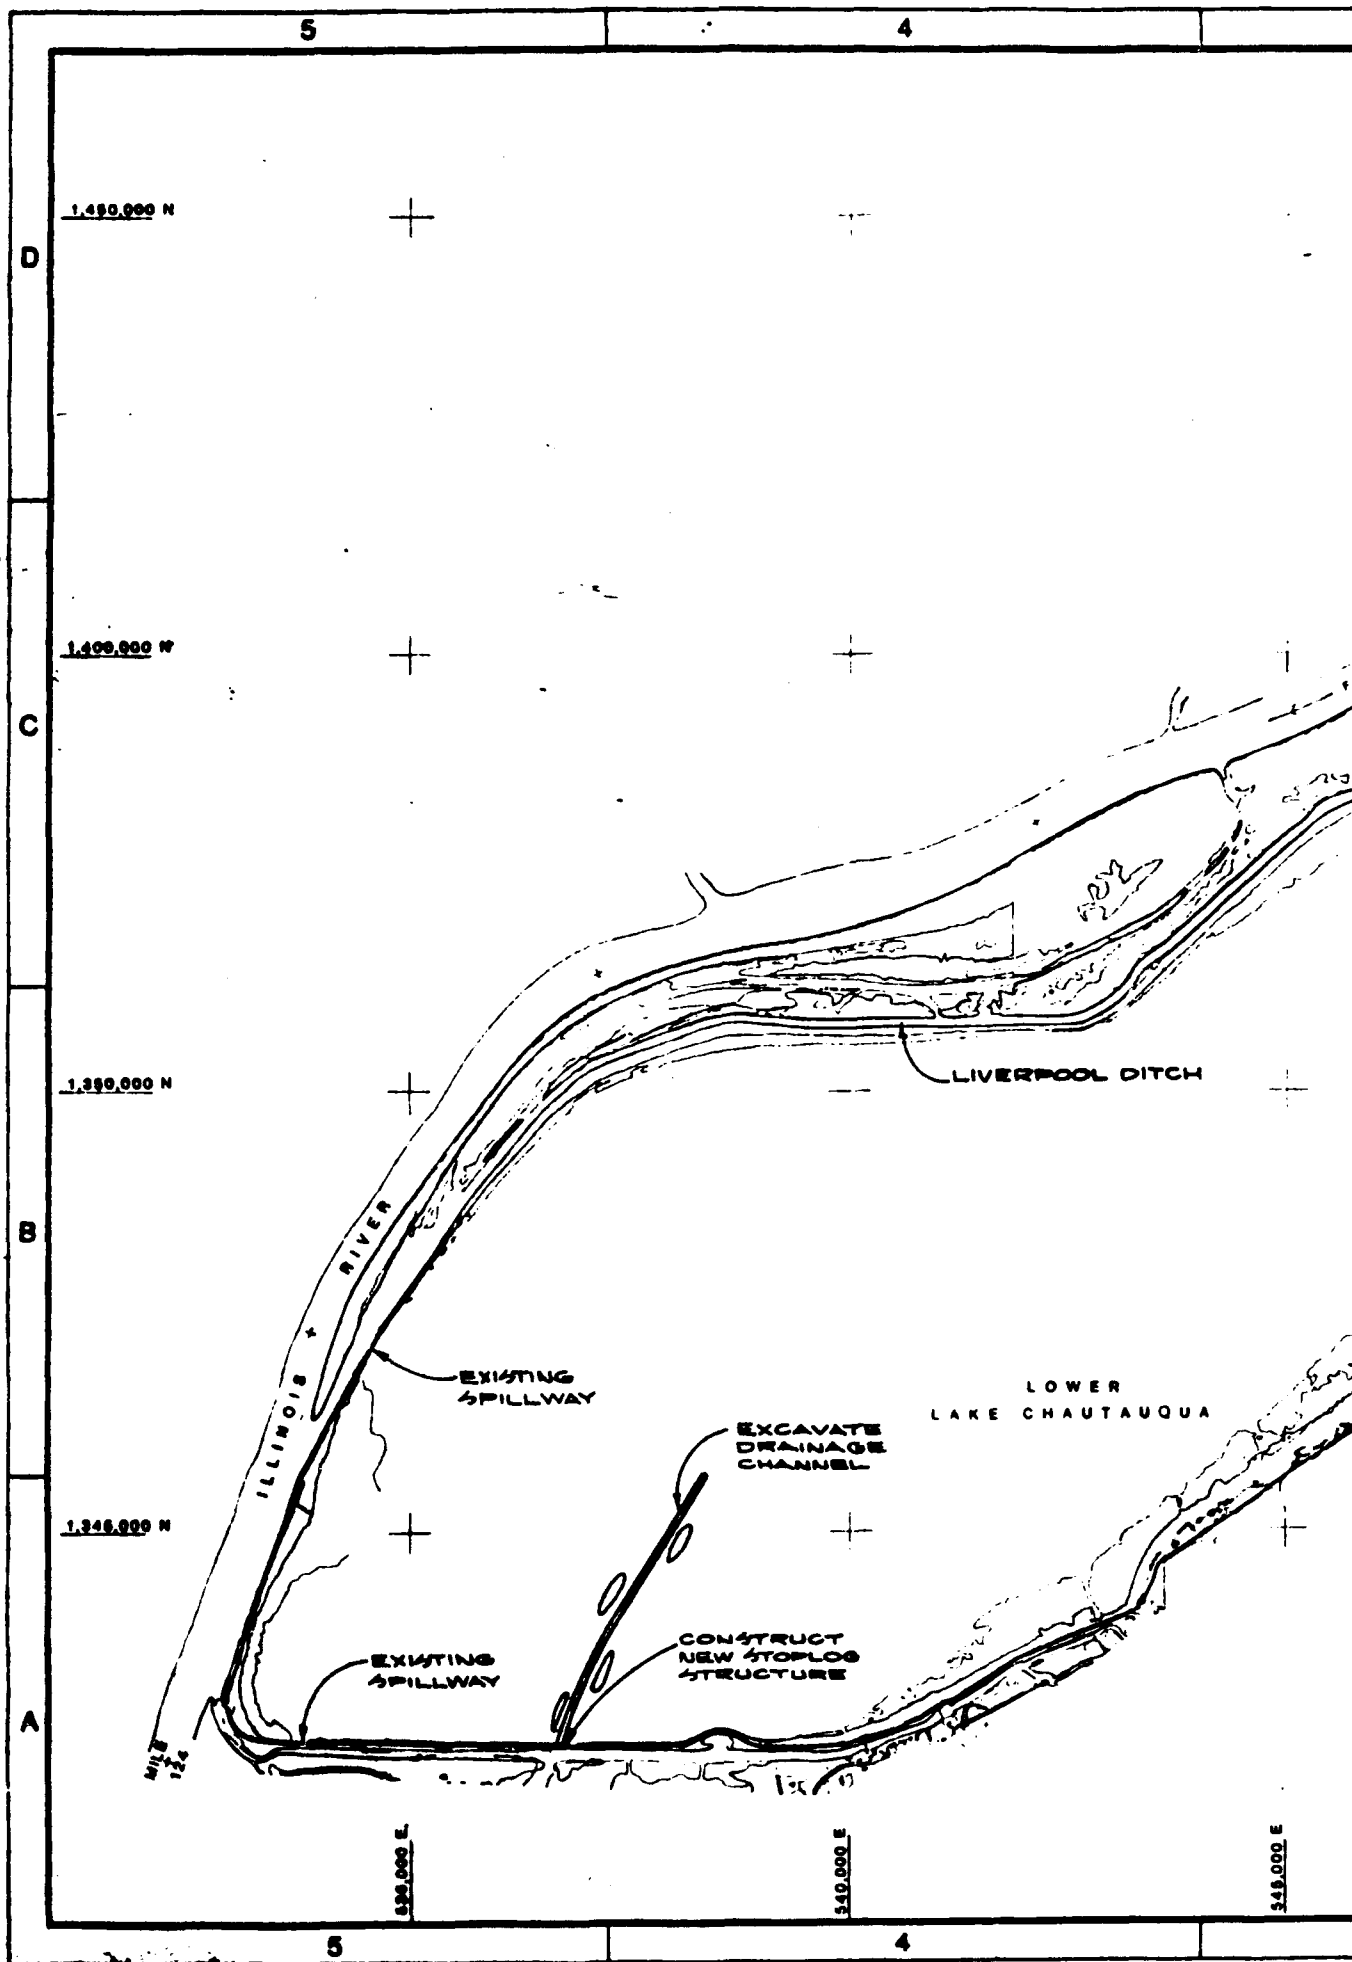 5
4
1,450,000 N
D
1,400,000 N
C
1,350,000 N
LIVERPOOL DITCH
B
ILLINOIS RIVER
EXISTING
SPILLWAY
LOWER
LAKE CHAUTAUQUA
EXCAVATE
DRAINAGE
CHANNEL
1,345,000 N
CONSTRUCT
NEW STOPLOG
STRUCTURE
EXISTING
SPILLWAY
A
MILE
124
540,000 E
545,000 E
5
4